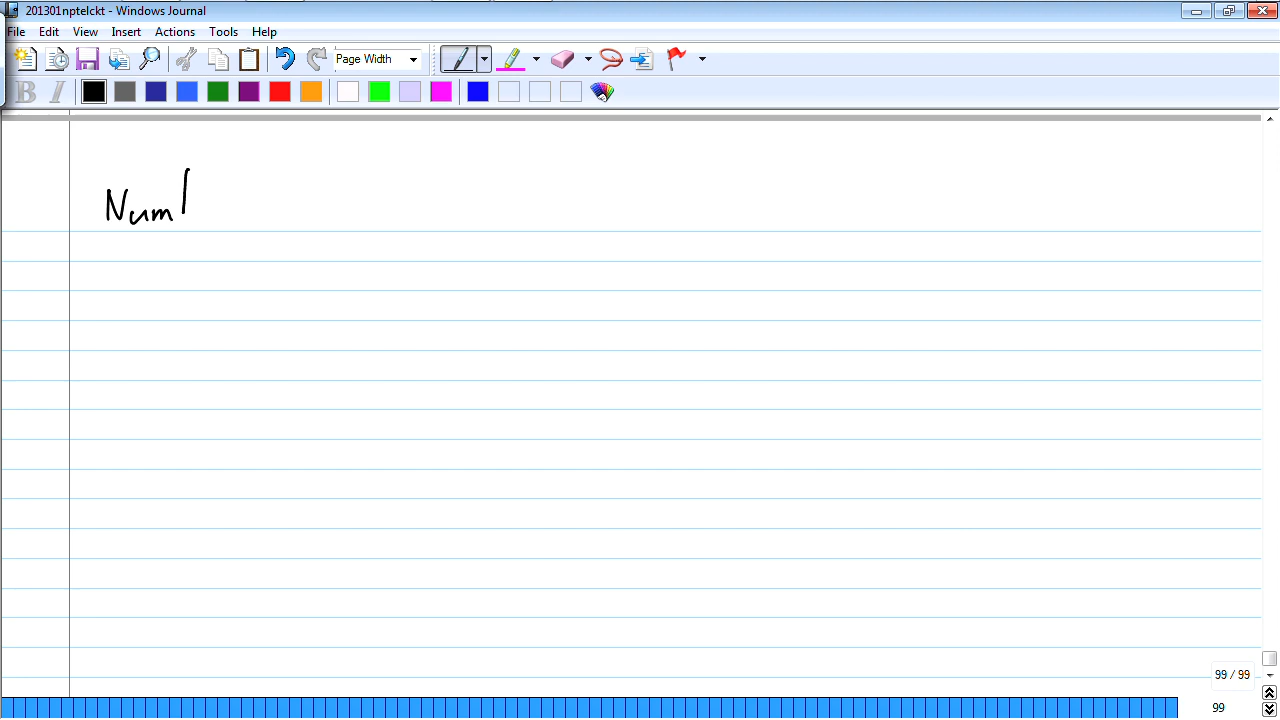 201301nptelckt - Windows Journal
File Edit View Insert Actions Tools Help
Page Width
B I
Num
99 / 99
99